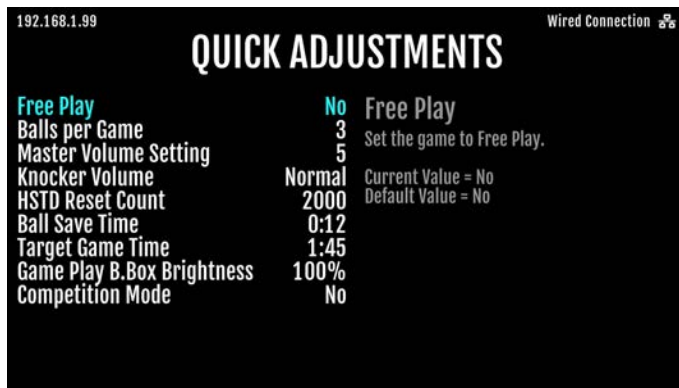 192.168.1.99 Wired Connection
QUICK ADJUSTMENTS
Free Play No
Balls per Game 3
Master Volume Setting 5
Knocker Volume Normal
HSTD Reset Count 2000
Ball Save Time 0:12
Target Game Time 1:45
Game Play B.Box Brightness 100%
Competition Mode No
Free Play
Set the game to Free Play.
Current Value = No
Default Value = No